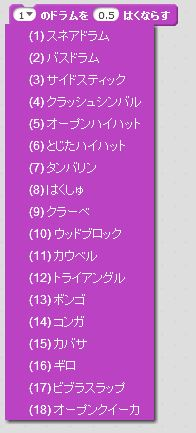 1▼ のドラムを 0.5 はくならす
(1) スネアドラム
(2) バスドラム
(3) サイドスティック
(4) クラッシュシンバル
(5) オープンハイハット
(6) とじたハイハット
(7) タンバリン
(8) はくしゅ
(9) クラーベ
(10) ウッドブロック
(11) カウベル
(12) トライアングル
(13) ボンゴ
(14) コンガ
(15) カバサ
(16) ギロ
(17) ビブラスラップ
(18) オープンクイーカ